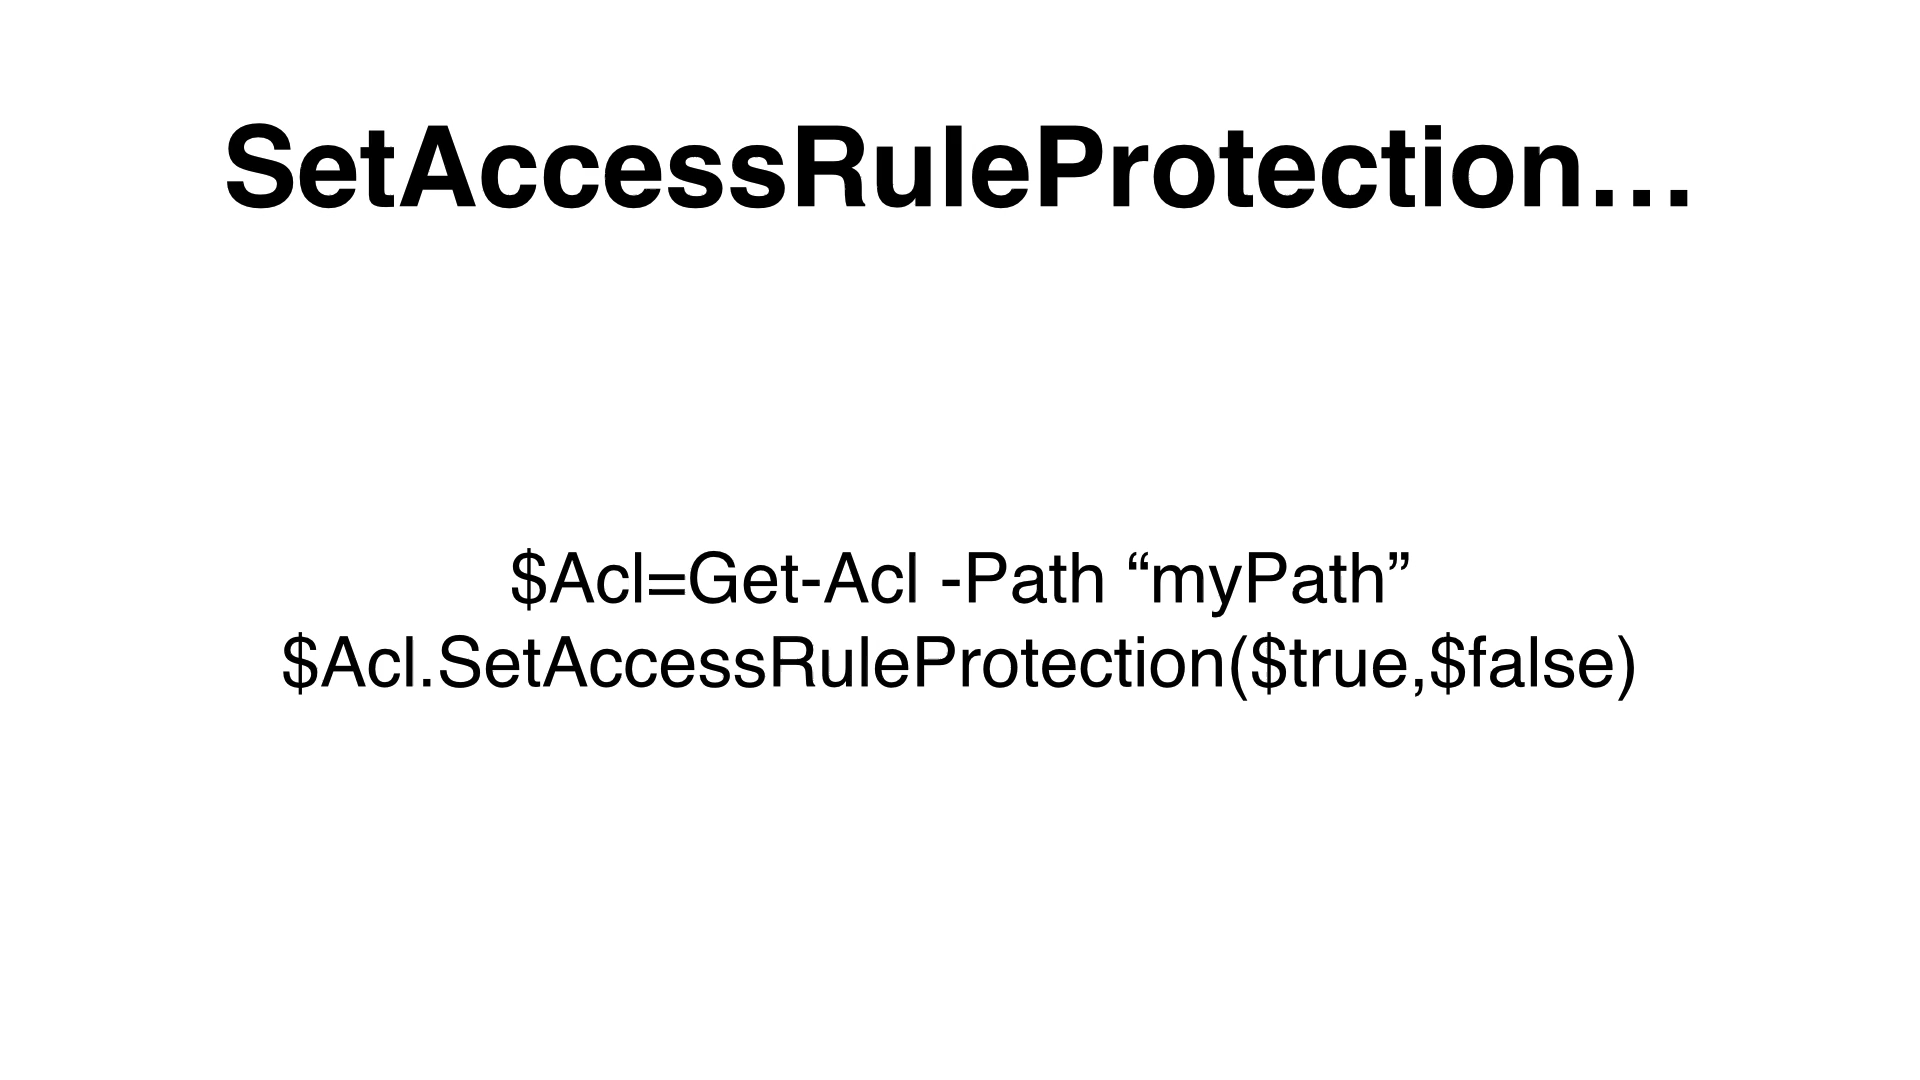 SetAccessRuleProtection…
$Acl=Get-Acl -Path “myPath”
$Acl.SetAccessRuleProtection($true,$false)